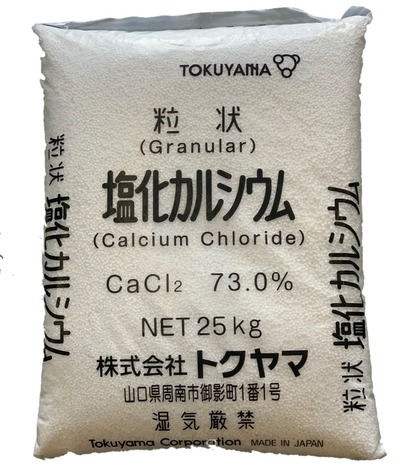 TOKUYAMA
粒状
(Granular)
塩化カルシウム
(Calcium Chloride)
CaCl₂ 73.0%
NET 25kg
株式会社トクヤマ
山口県周南市御影町1番1号
湿気厳禁
Tokuyama Corporation MADE IN JAPAN
粒状 塩化カルシウム
粒状 塩化カルシウム